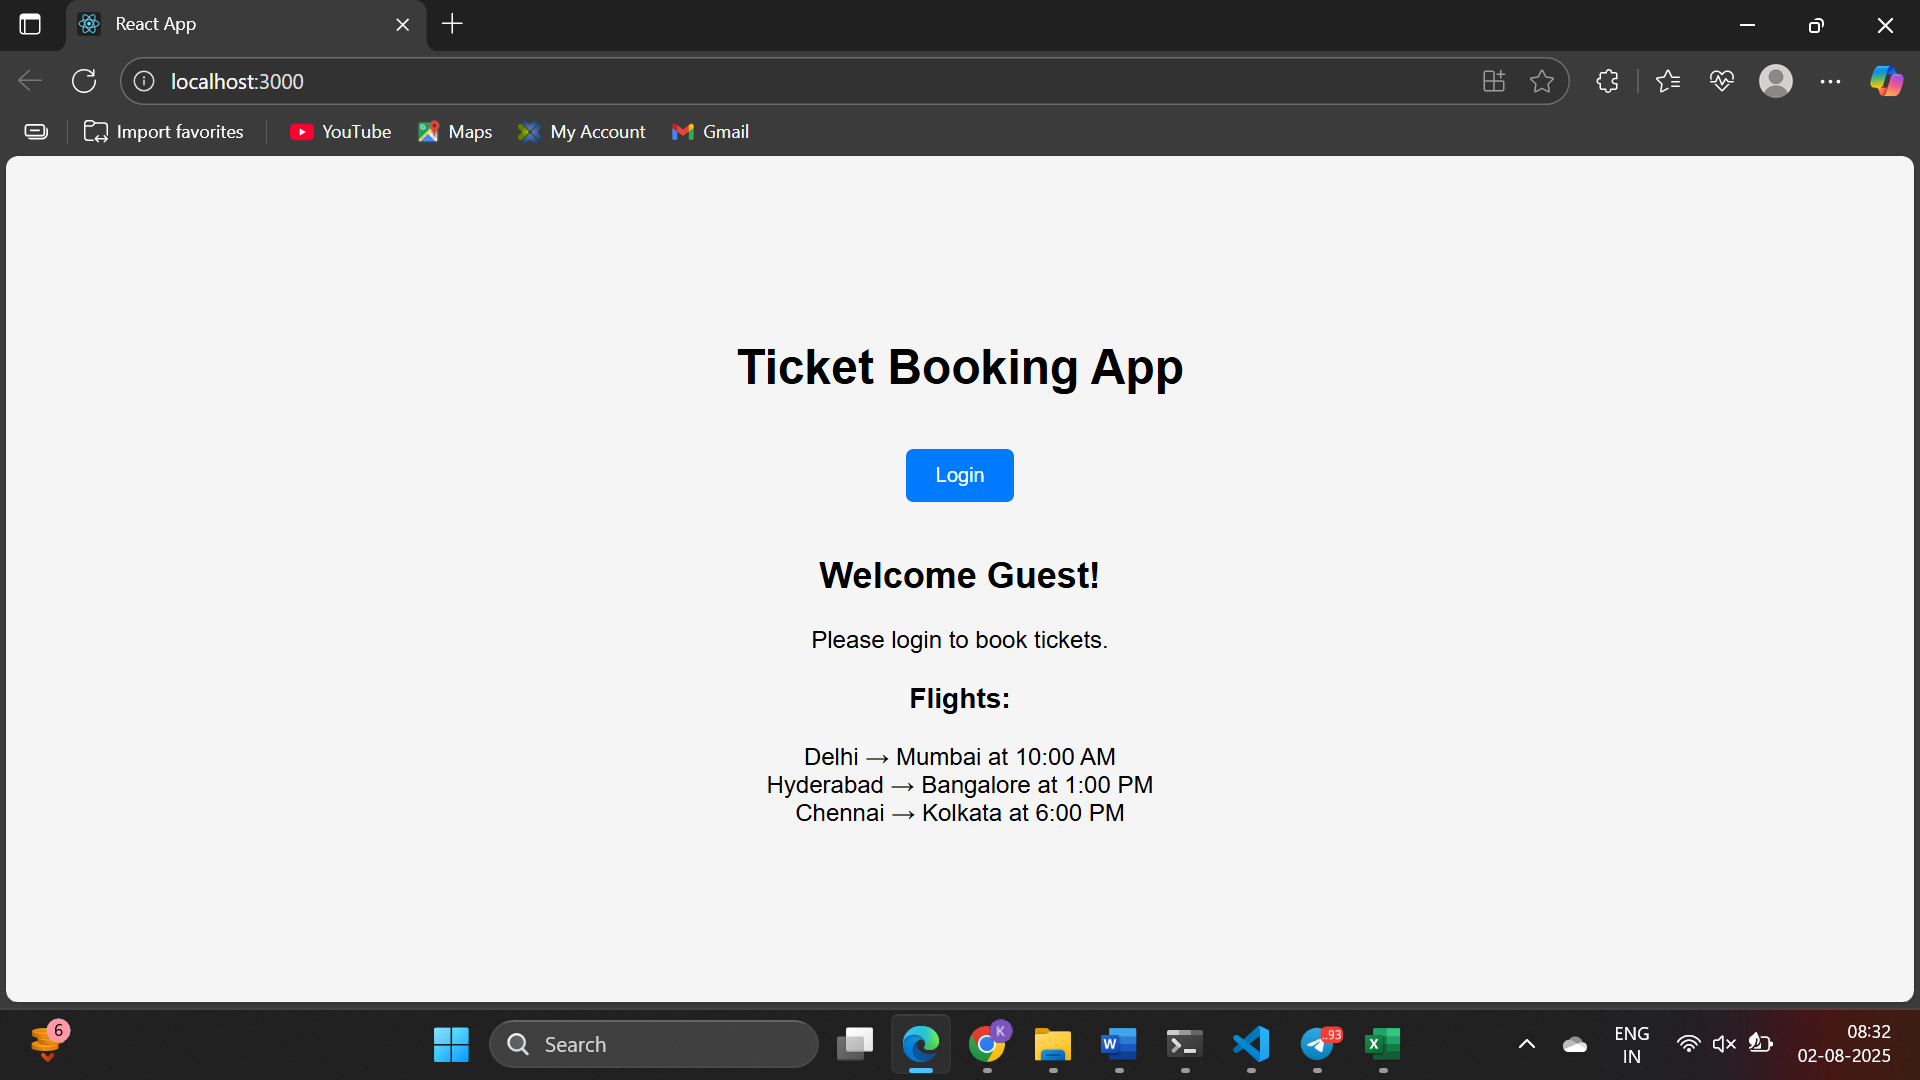 React App
localhost:3000
Import favorites
YouTube
Maps
My Account
Gmail
Ticket Booking App
Login
Welcome Guest!
Please login to book tickets.
Flights:
Delhi → Mumbai at 10:00 AM
Hyderabad → Bangalore at 1:00 PM
Chennai → Kolkata at 6:00 PM
6
Search
K
W
..93
X
ENG
IN
08:32
02-08-2025